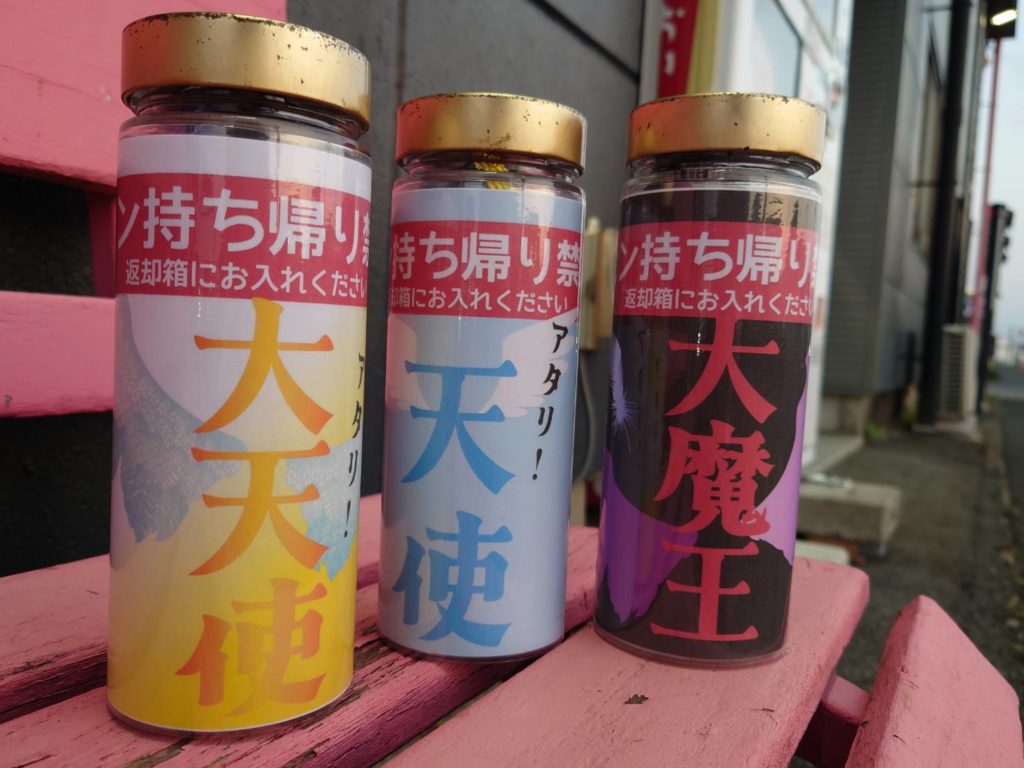 ン持ち帰り禁
返却箱にお入れください
アタリ！
大天使
持ち帰り禁
却箱にお入れください
アタリ！
天使
ン持ち帰り禁
返却箱にお入れくださ
大魔王